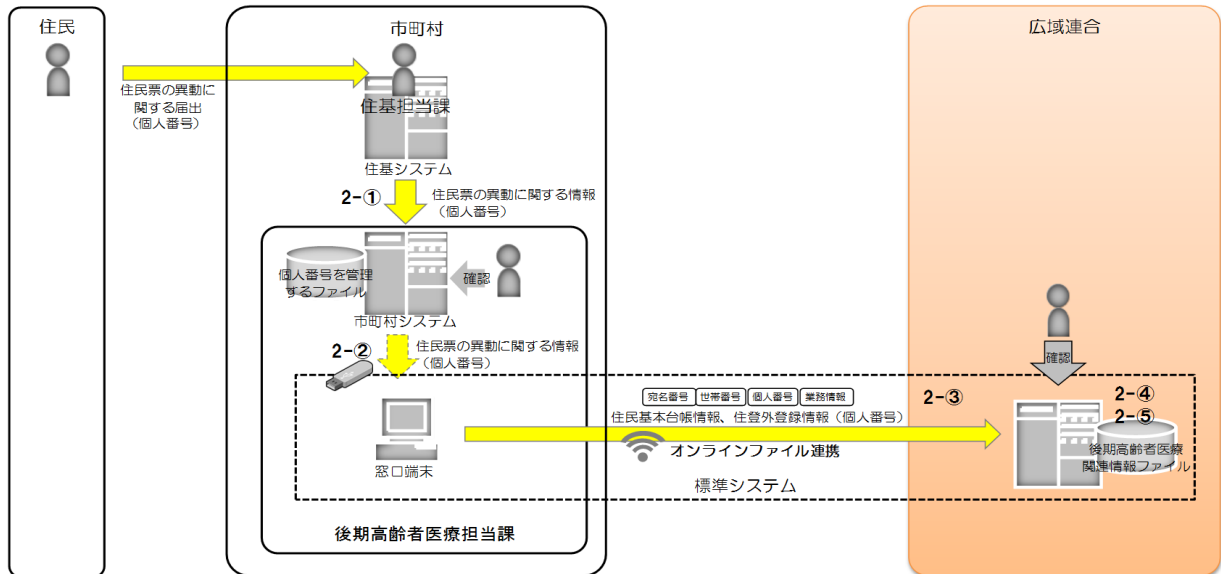 住民
市町村
広域連合
住民票の異動に
関する届出
(個人番号)
住基担当課
住基システム
2-①
住民票の異動に関する情報
(個人番号)
個人番号を管理
するファイル
確認
市町村システム
2-②
住民票の異動に関する情報
(個人番号)
確認
宛名番号
世帯番号
個人番号
業務情報
2-③
2-④
2-⑤
住民基本台帳情報、住登外登録情報(個人番号)
オンラインファイル連携
後期高齢者医療
関連情報ファイル
窓口端末
標準システム
後期高齢者医療担当課